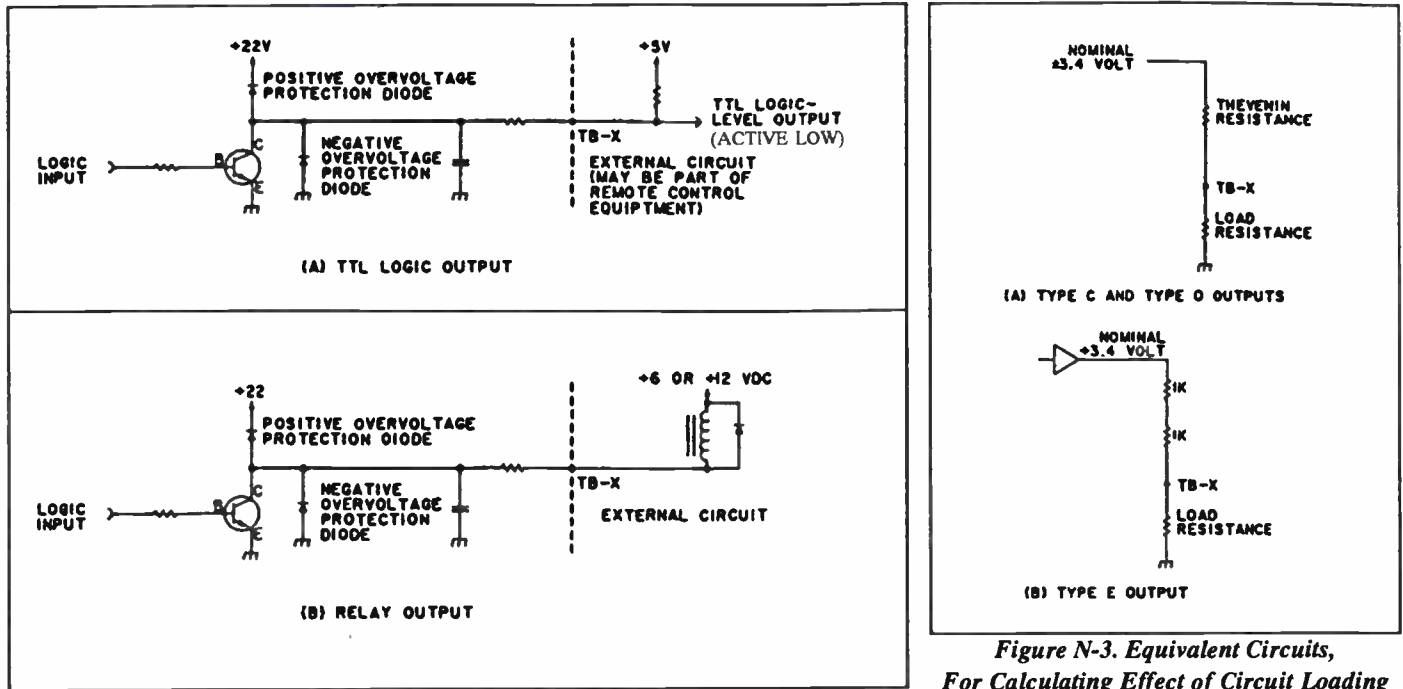 +22V
POSITIVE OVERVOLTAGE
PROTECTION DIODE
+5V
TTL LOGIC-
LEVEL OUTPUT
(ACTIVE LOW)
TB-X
LOGIC
INPUT
B
C
E
NEGATIVE
OVERVOLTAGE
PROTECTION
DIODE
EXTERNAL CIRCUIT
(MAY BE PART OF
REMOTE CONTROL
EQUIPTMENT)
(A) TTL LOGIC OUTPUT
+22
POSITIVE OVERVOLTAGE
PROTECTION DIODE
+6 OR +12 VDC
TB-X
LOGIC
INPUT
B
C
E
NEGATIVE
OVERVOLTAGE
PROTECTION
DIODE
EXTERNAL CIRCUIT
(B) RELAY OUTPUT
NOMINAL
±3.4 VOLT
THEVENIN
RESISTANCE
TB-X
LOAD
RESISTANCE
(A) TYPE C AND TYPE D OUTPUTS
NOMINAL
+3.4 VOLT
1K
1K
TB-X
LOAD
RESISTANCE
(B) TYPE E OUTPUT
Figure N-3. Equivalent Circuits,
For Calculating Effect of Circuit Loading